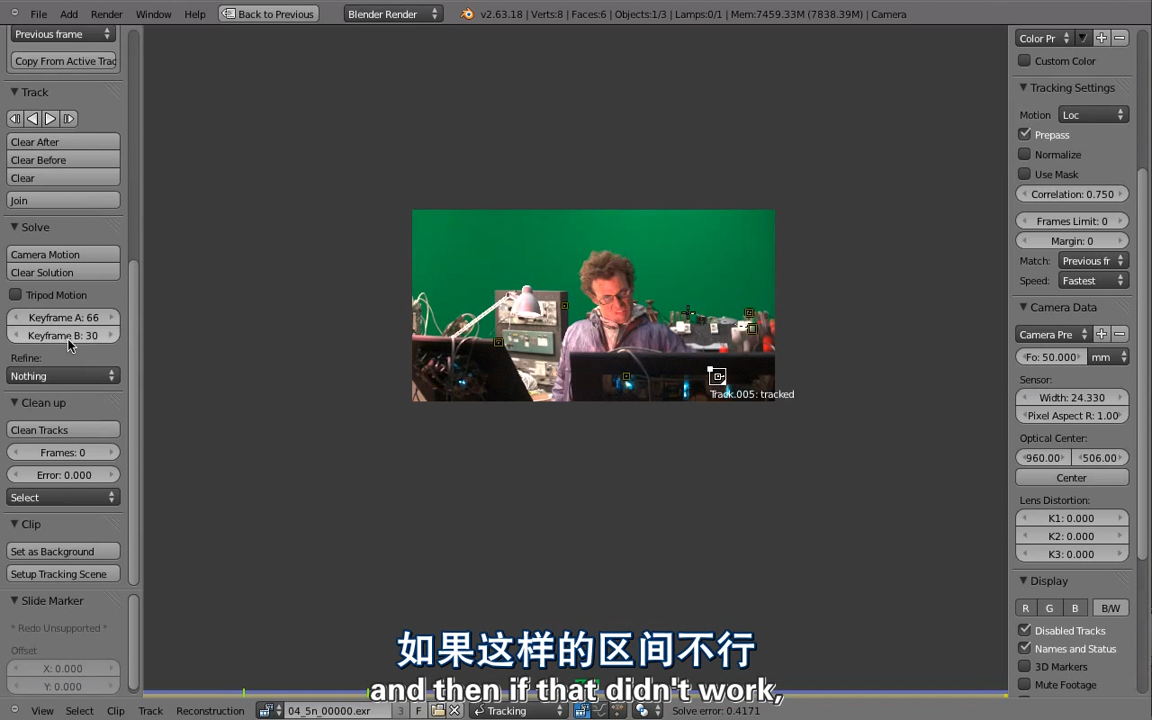 File Add Render Window Help Back to Previous Blender Render v2.63.18 | Verts:8 | Faces:6 | Objects:1/3 | Lamps:0/1 | Mem:7459.33M (7838.39M) | Camera
Previous frame
Copy From Active Trac
Track
Clear After
Clear Before
Clear
Join
Solve
Camera Motion
Clear Solution
Tripod Motion
Keyframe A: 66
Keyframe B: 30
Refine:
Nothing
Clean up
Clean Tracks
Frames: 0
Error: 0.000
Select
Clip
Set as Background
Setup Tracking Scene
Slide Marker
* Redo Unsupported *
Offset
X: 0.000
Y: 0.000
Track.005: tracked
Color Pr
Custom Color
Tracking Settings
Motion Loc
Prepass
Normalize
Use Mask
Correlation: 0.750
Frames Limit: 0
Margin: 0
Match: Previous fr
Speed: Fastest
Camera Data
Camera Pre
Fo: 50.000 mm
Sensor:
Width: 24.330
Pixel Aspect R: 1.00
Optical Center:
960.00 506.00
Center
Lens Distortion:
K1: 0.000
K2: 0.000
K3: 0.000
Display
R G B B/W
Disabled Tracks
Names and Status
3D Markers
Mute Footage
如果这样的区间不行
and then if that didn't work,
View Select Clip Track Reconstruction 04_5n_00000.exr 3 F Tracking Solve error: 0.4171